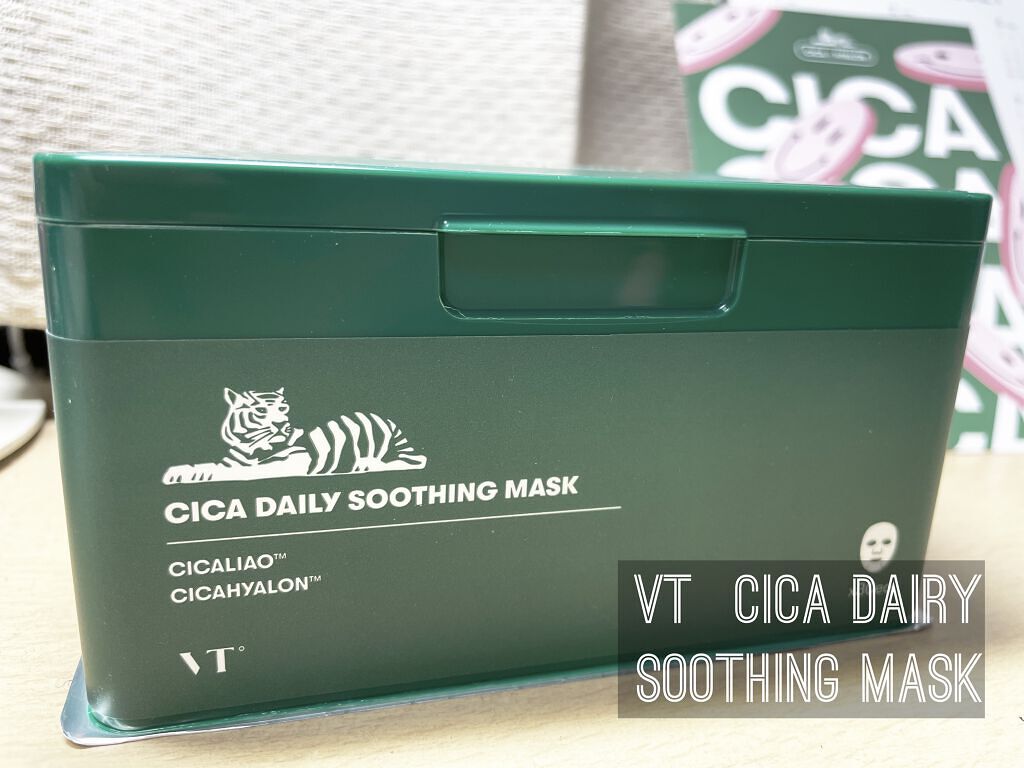 CICA
CICA DAILY SOOTHING MASK
CICALIAO™
CICAHYALON™
VT°
VT CICA DAIRY
SOOTHING MASK